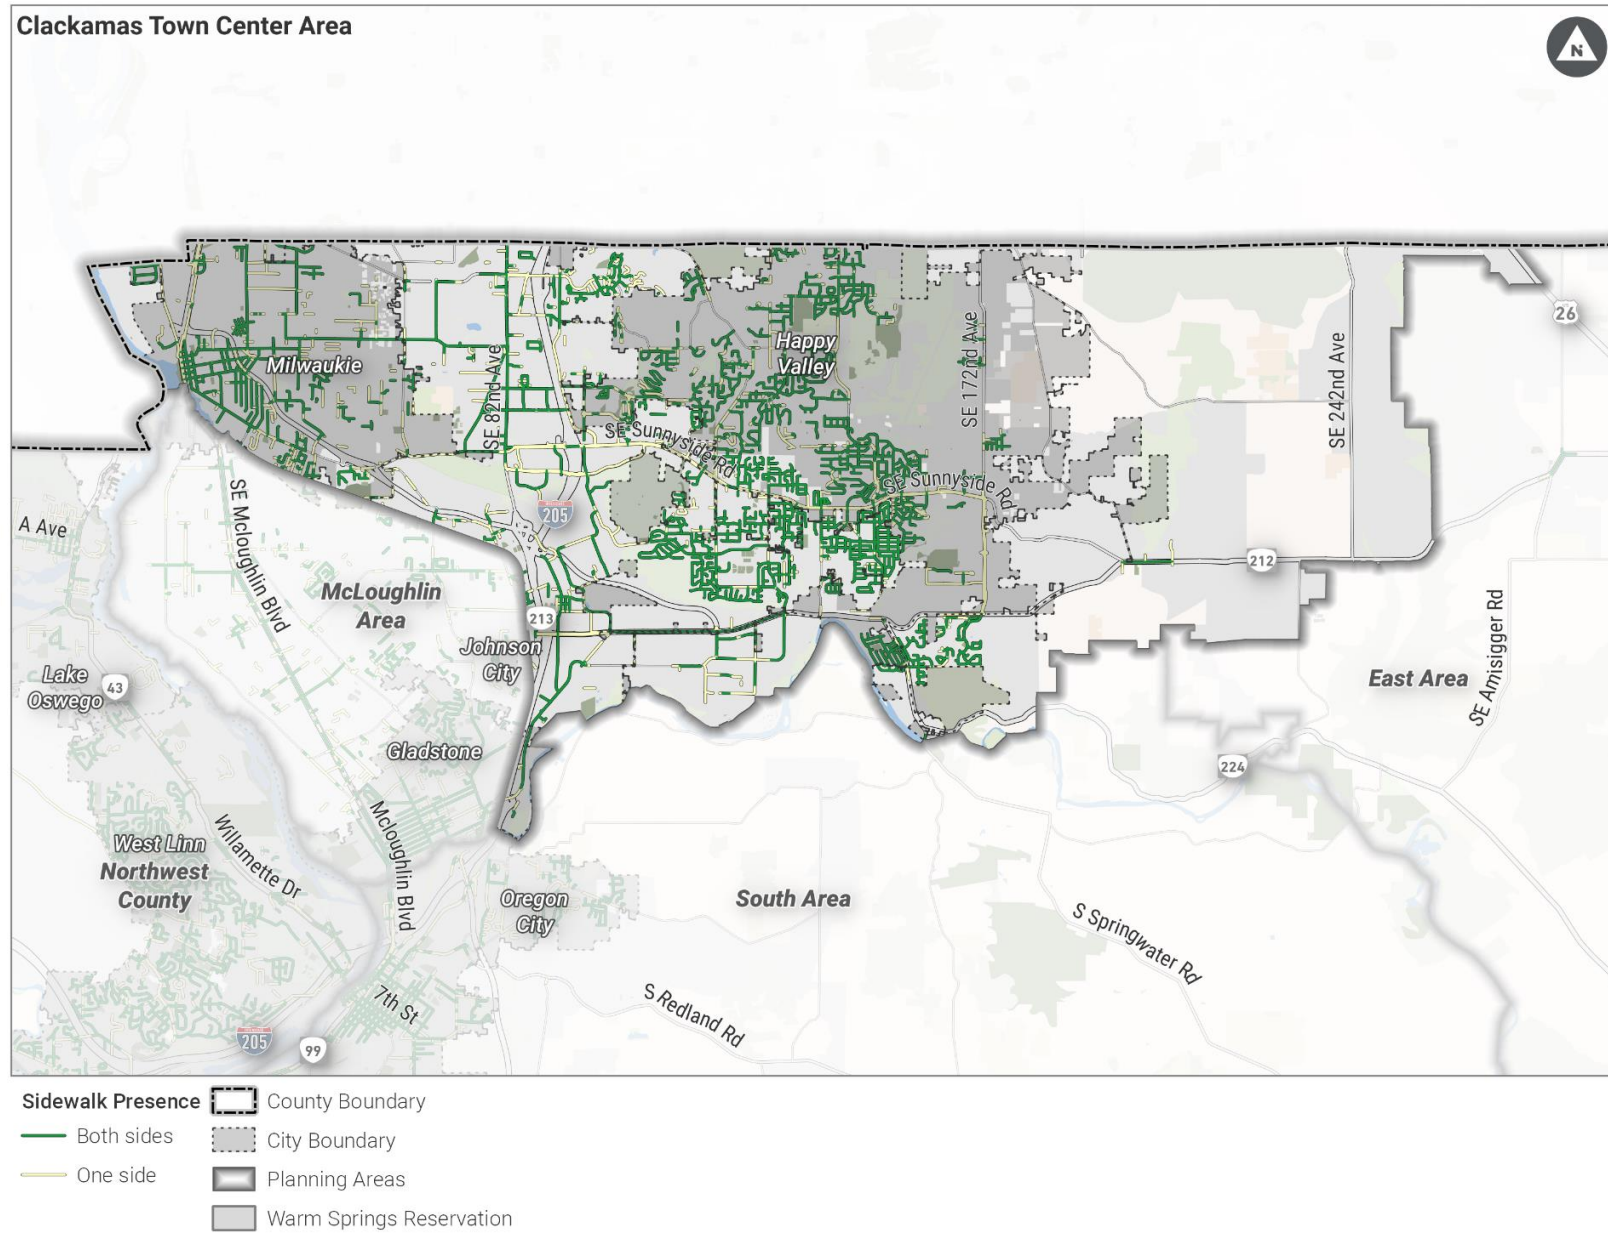 Clackamas Town Center Area
N
26
Happy
Valley
Milwaukie
SE 82nd Ave
SE 172nd Ave
SE 242nd Ave
SE Sunnyside Rd
SE Sunnyside Rd
205
A Ave
SE Mcloughlin Blvd
McLoughlin
Area
212
213
Johnson
City
Lake
Oswego
43
East Area
SE Amisigger Rd
Gladstone
224
West Linn
Northwest
County
Willamette Dr
Mcloughlin Blvd
Oregon
City
South Area
S Springwater Rd
7th St
S Redland Rd
205
99
Sidewalk Presence
Both sides
One side
County Boundary
City Boundary
Planning Areas
Warm Springs Reservation